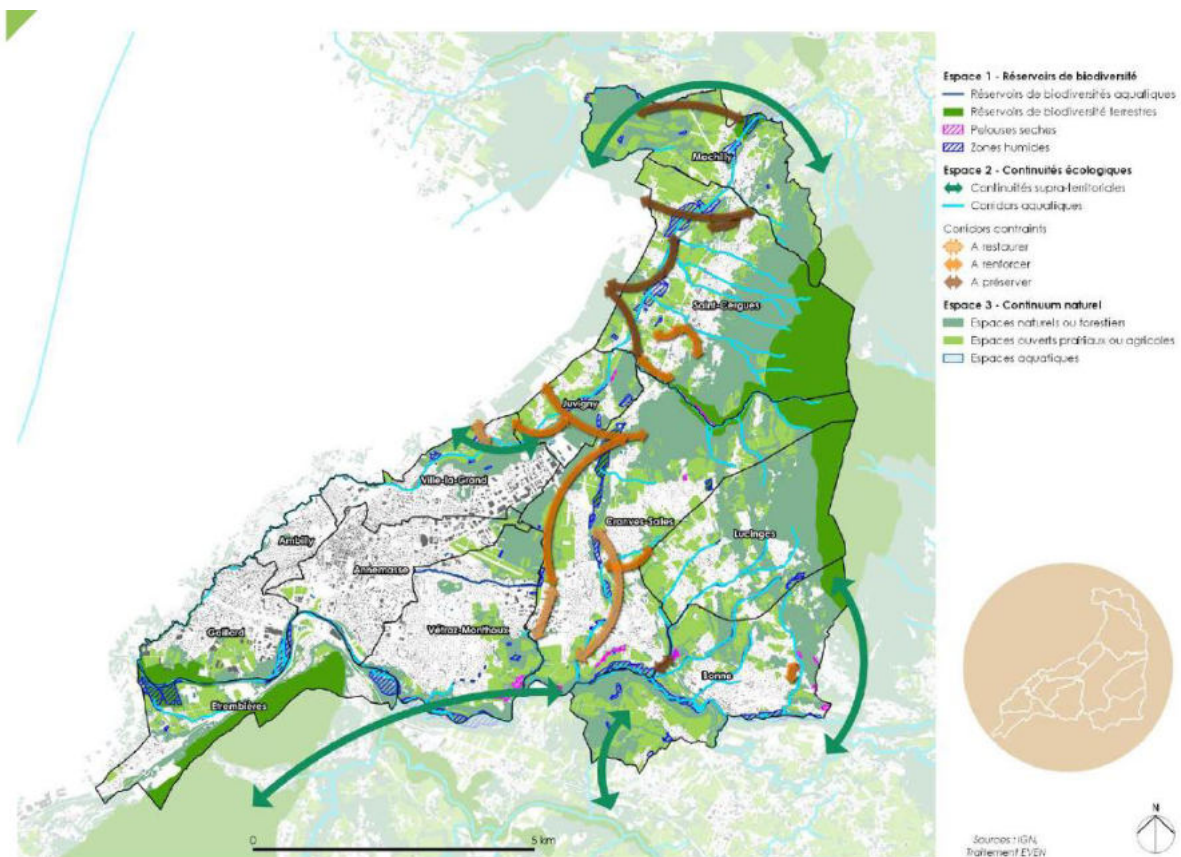 Espace 1 - Réservoirs de biodiversité
Réservoirs de biodiversités aquatiques
Réservoirs de biodiversité terrestres
Pelouses seches
Zones humides
Espace 2 - Continuités écologiques
Continuités supra-territoriales
Corridors aquatiques
Corridors contraints
A restaurer
A renforcer
A préserver
Espace 3 - Continuum naturel
Espaces naturels ou forestiers
Espaces ouverts prairiaux ou agricoles
Espaces aquatiques
Machilly
Saint-Cergues
Juvigny
Ville-la-Grand
Cranves-Sales
Lucinges
Ambilly
Annemasse
Gaillard
Vétraz-Monthoux
Bonne
Etrembières
0
5 km
N
Sources : IGN,
Traitement EVEN